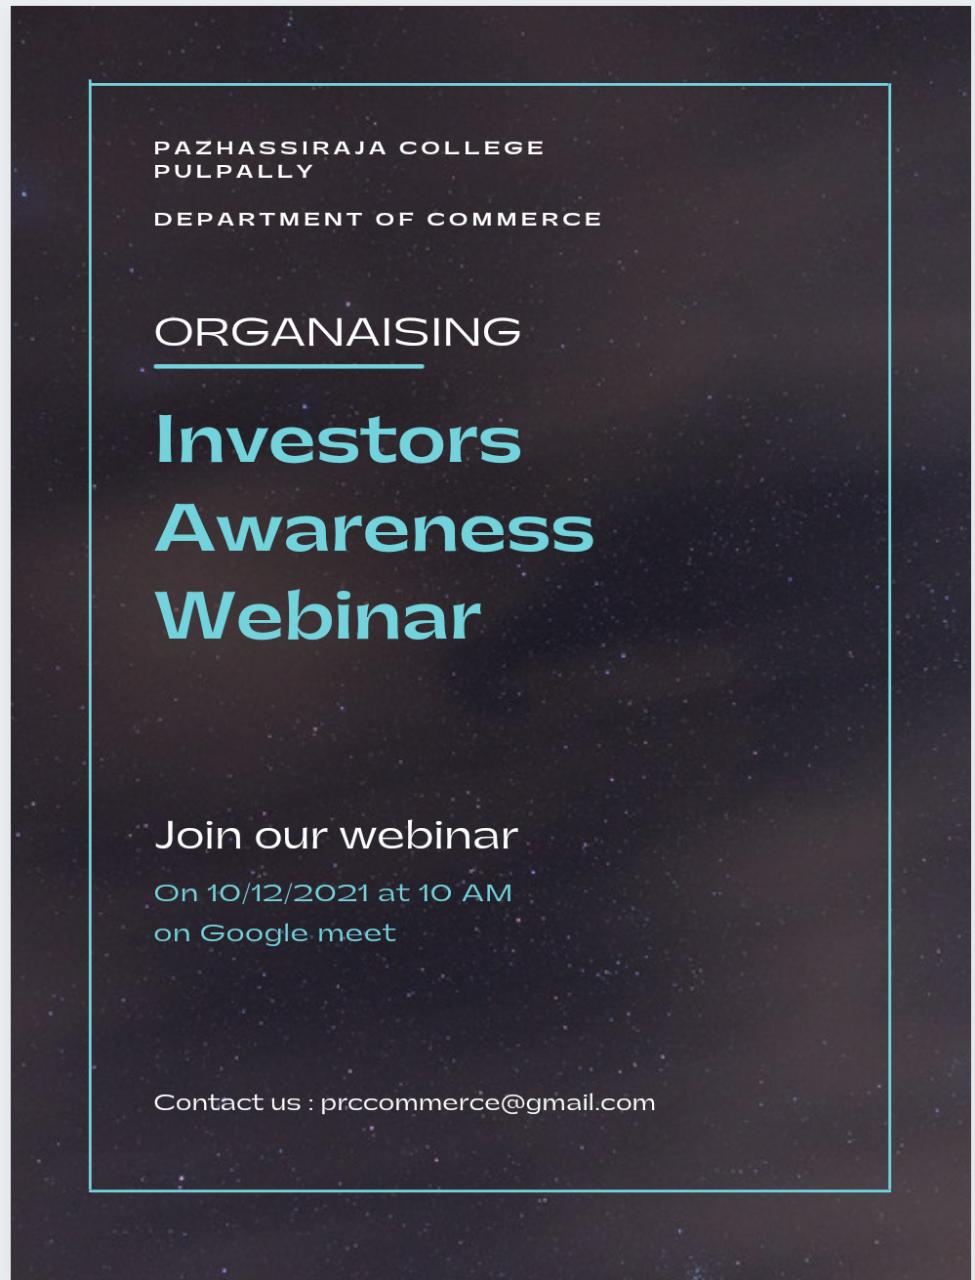 PAZHASSIRAJA COLLEGE
PULPALLY
DEPARTMENT OF COMMERCE
ORGANAISING
Investors
Awareness
Webinar
Join our webinar
On 10/12/2021 at 10 AM
on Google meet
Contact us : prccommerce@gmail.com